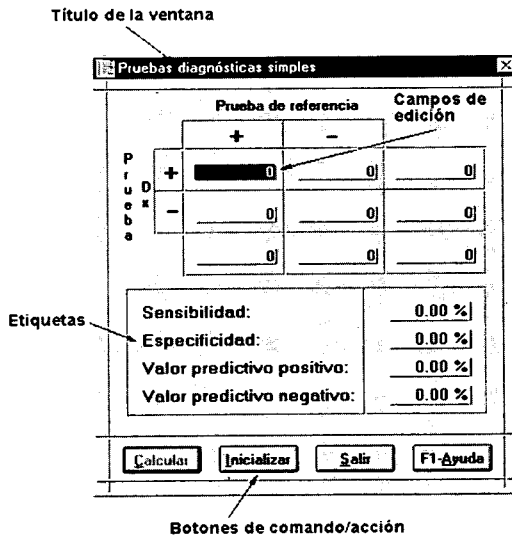 Título de la ventana
Pruebas diagnósticas simples
Prueba de referencia
Campos de edición
+ −
Prueba Dx
+ 0 0 0
− 0 0 0
0 0 0
Etiquetas
Sensibilidad: 0.00 %
Especificidad: 0.00 %
Valor predictivo positivo: 0.00 %
Valor predictivo negativo: 0.00 %
Calcular Inicializar Salir F1-Ayuda
Botones de comando/acción